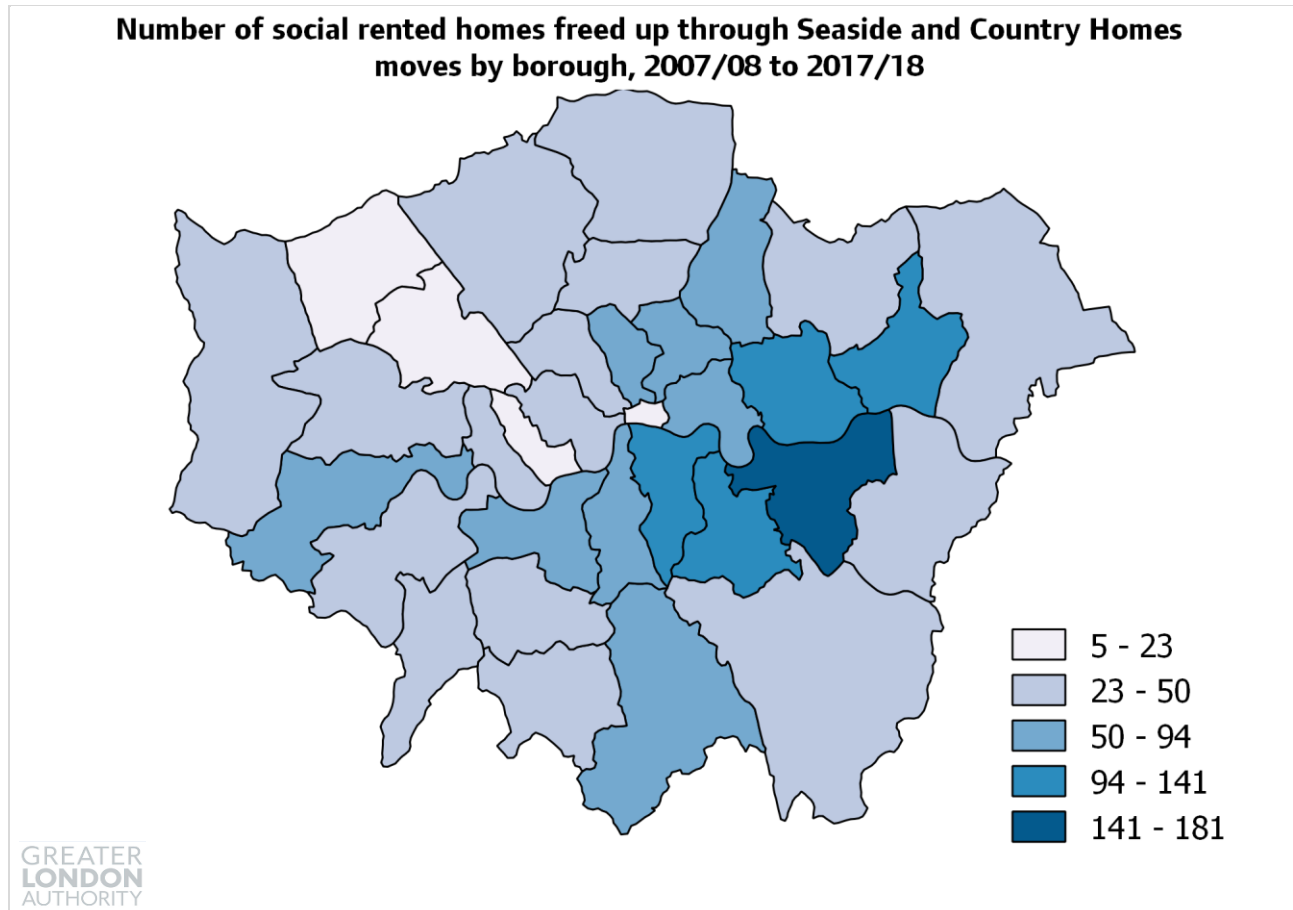 Number of social rented homes freed up through Seaside and Country Homes
moves by borough, 2007/08 to 2017/18
5 - 23
23 - 50
50 - 94
94 - 141
141 - 181
GREATER
LONDON
AUTHORITY